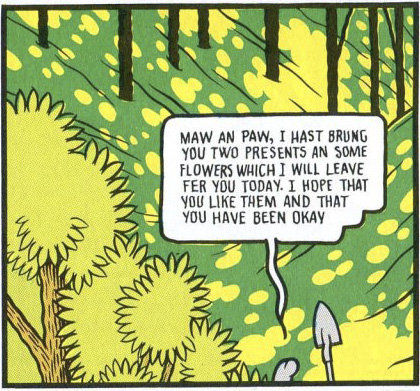 MAW AN PAW, I HAST BRUNG
YOU TWO PRESENTS AN SOME
FLOWERS WHICH I WILL LEAVE
FER YOU TODAY. I HOPE THAT
YOU LIKE THEM AND THAT
YOU HAVE BEEN OKAY